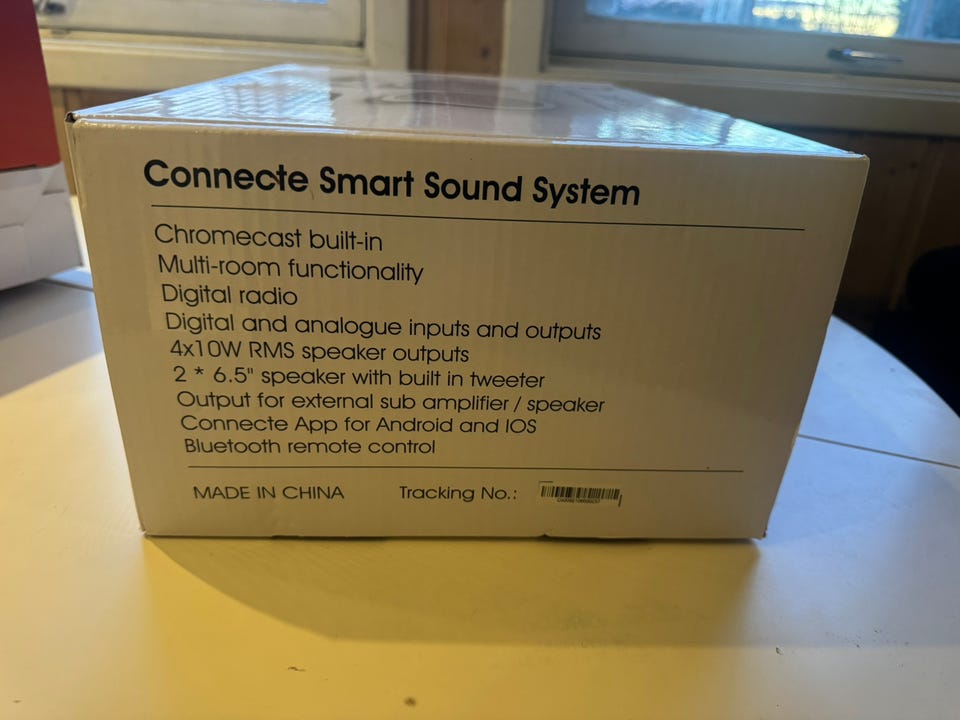 Connecte Smart Sound System
Chromecast built-in
Multi-room functionality
Digital radio
Digital and analogue inputs and outputs
4x10W RMS speaker outputs
2 * 6.5" speaker with built in tweeter
Output for external sub amplifier / speaker
Connecte App for Android and IOS
Bluetooth remote control
MADE IN CHINA Tracking No.: